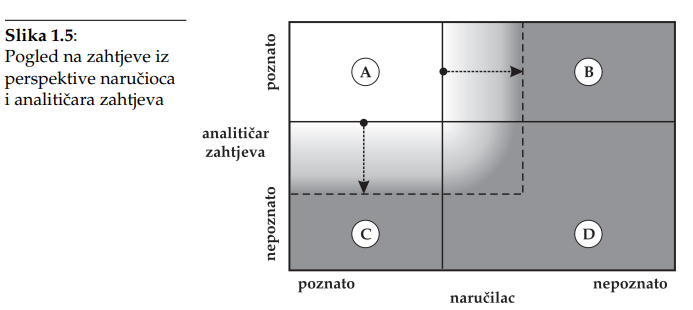 Slika 1.5:
Pogled na zahtjeve iz
perspektive naručioca
i analitičara zahtjeva
poznato
A
B
analitičar
zahtjeva
nepoznato
C
D
poznato
nepoznato
naručilac